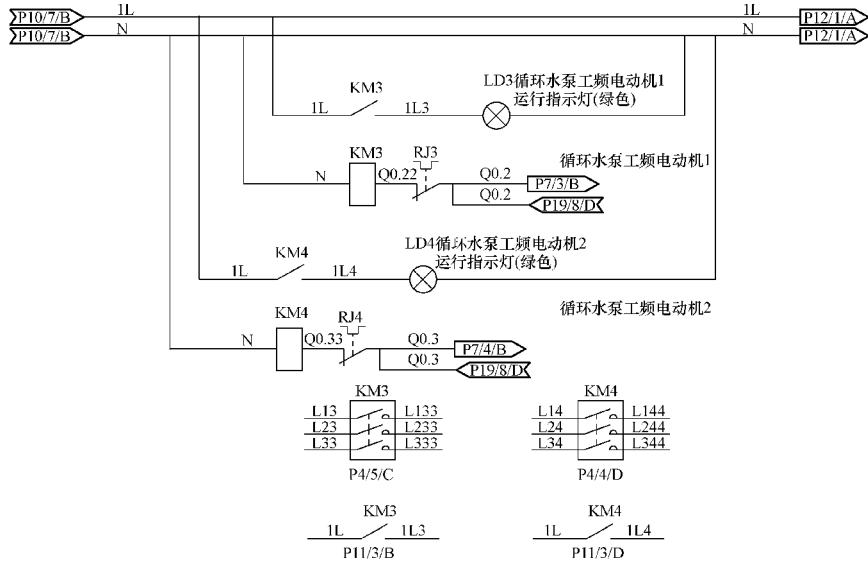 P10/7/B 1L 1L P12/1/A
P10/7/B N N P12/1/A
LD3循环水泵工频电动机1
运行指示灯(绿色)
KM3
1L 1L3
KM3 RJ3 循环水泵工频电动机1
N Q0.22 Q0.2 P7/3/B
Q0.2 P19/8/D
LD4循环水泵工频电动机2
运行指示灯(绿色)
KM4
1L 1L4
KM4 RJ4 循环水泵工频电动机2
N Q0.33 Q0.3 P7/4/B
Q0.3 P19/8/D
KM3 KM4
L13 L133 L14 L144
L23 L233 L24 L244
L33 L333 L34 L344
P4/5/C P4/4/D
KM3 KM4
1L 1L3 1L 1L4
P11/3/B P11/3/D